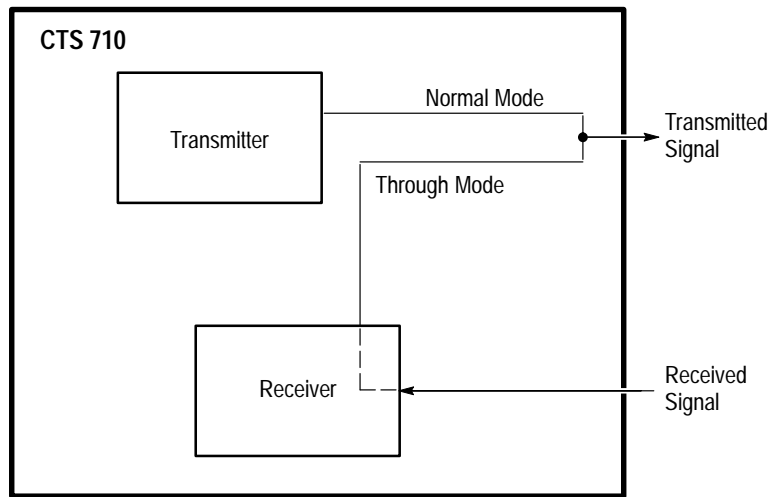 CTS 710
Normal Mode
Transmitter
Transmitted
Signal
Through Mode
Receiver
Received
Signal